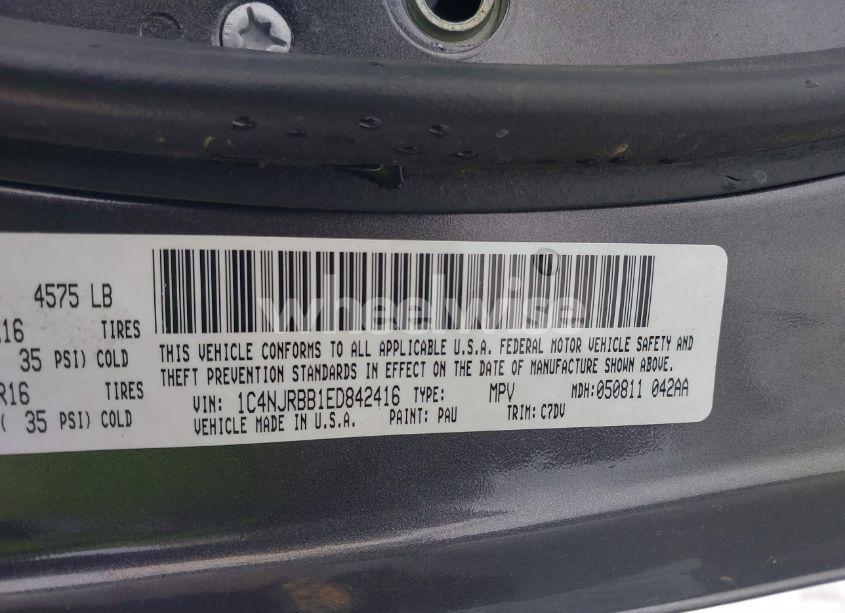 4575 LB
R16 TIRES
35 PSI) COLD
R16 TIRES
( 35 PSI) COLD
wheelwise
THIS VEHICLE CONFORMS TO ALL APPLICABLE U.S.A. FEDERAL MOTOR VEHICLE SAFETY AND
THEFT PREVENTION STANDARDS IN EFFECT ON THE DATE OF MANUFACTURE SHOWN ABOVE.
VIN: 1C4NJRBB1ED842416 TYPE: MPV MDH:050811 042AA
VEHICLE MADE IN U.S.A. PAINT: PAU TRIM: C7DV